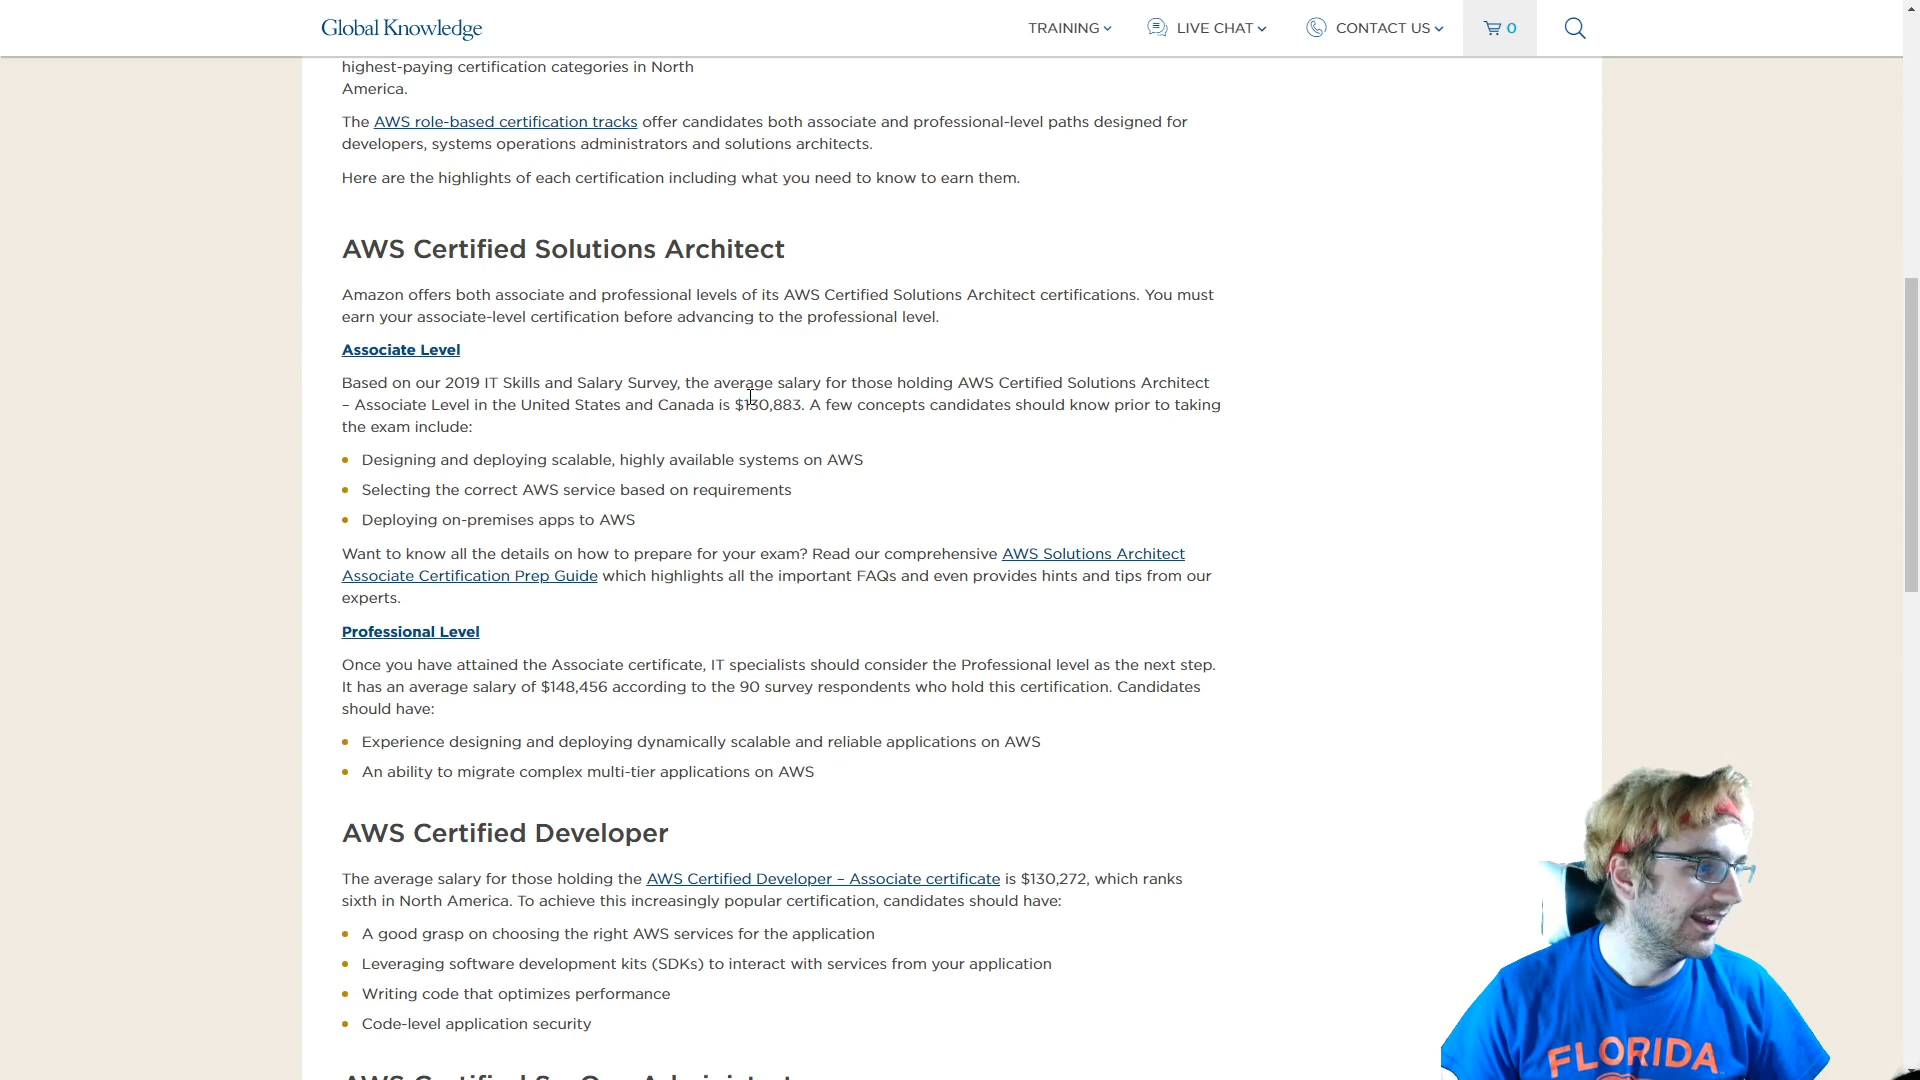 Global Knowledge
TRAINING
LIVE CHAT
CONTACT US
0
highest-paying certification categories in North
America.
The AWS role-based certification tracks offer candidates both associate and professional-level paths designed for
developers, systems operations administrators and solutions architects.
Here are the highlights of each certification including what you need to know to earn them.
AWS Certified Solutions Architect
Amazon offers both associate and professional levels of its AWS Certified Solutions Architect certifications. You must
earn your associate-level certification before advancing to the professional level.
Associate Level
Based on our 2019 IT Skills and Salary Survey, the average salary for those holding AWS Certified Solutions Architect
– Associate Level in the United States and Canada is $130,883. A few concepts candidates should know prior to taking
the exam include:
Designing and deploying scalable, highly available systems on AWS
Selecting the correct AWS service based on requirements
Deploying on-premises apps to AWS
Want to know all the details on how to prepare for your exam? Read our comprehensive AWS Solutions Architect
Associate Certification Prep Guide which highlights all the important FAQs and even provides hints and tips from our
experts.
Professional Level
Once you have attained the Associate certificate, IT specialists should consider the Professional level as the next step.
It has an average salary of $148,456 according to the 90 survey respondents who hold this certification. Candidates
should have:
Experience designing and deploying dynamically scalable and reliable applications on AWS
An ability to migrate complex multi-tier applications on AWS
AWS Certified Developer
The average salary for those holding the AWS Certified Developer – Associate certificate is $130,272, which ranks
sixth in North America. To achieve this increasingly popular certification, candidates should have:
A good grasp on choosing the right AWS services for the application
Leveraging software development kits (SDKs) to interact with services from your application
Writing code that optimizes performance
Code-level application security
FLORIDA